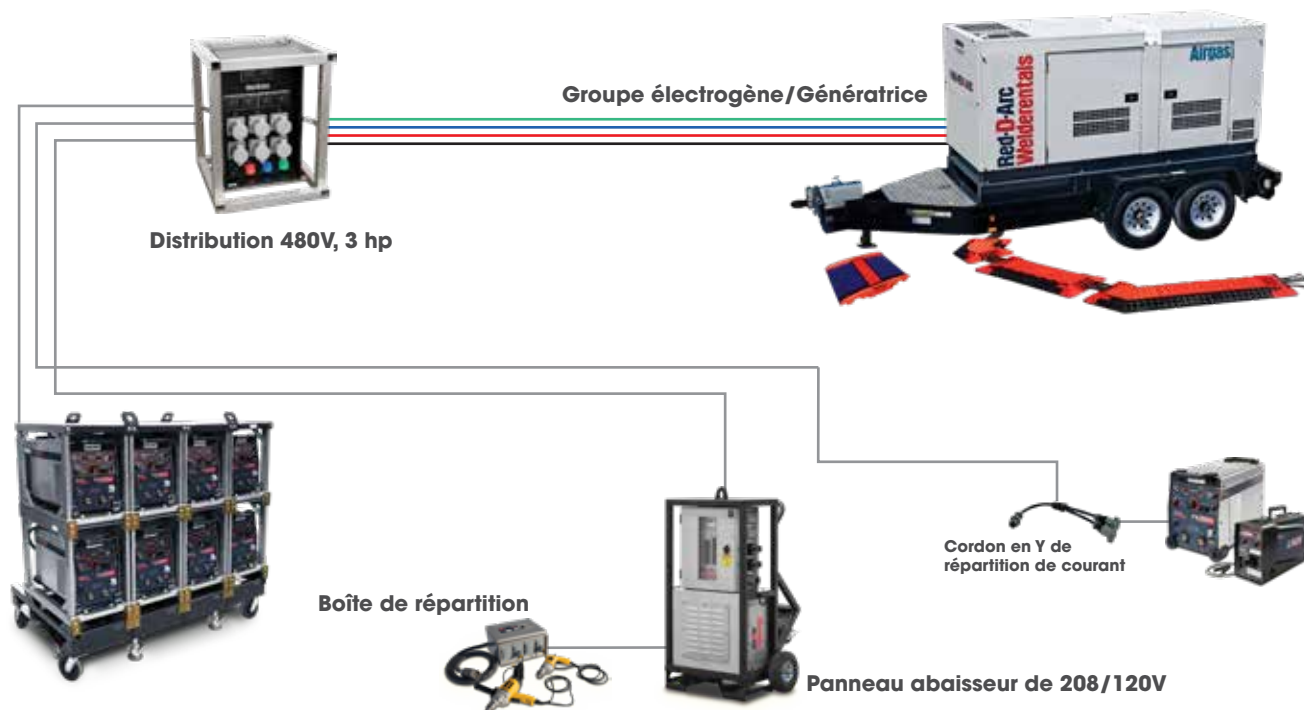 Groupe électrogène/Génératrice
Airgas
Red-D-Arc
Welderentals
Distribution 480V, 3 hp
Cordon en Y de
répartition de courant
Boîte de répartition
Panneau abaisseur de 208/120V